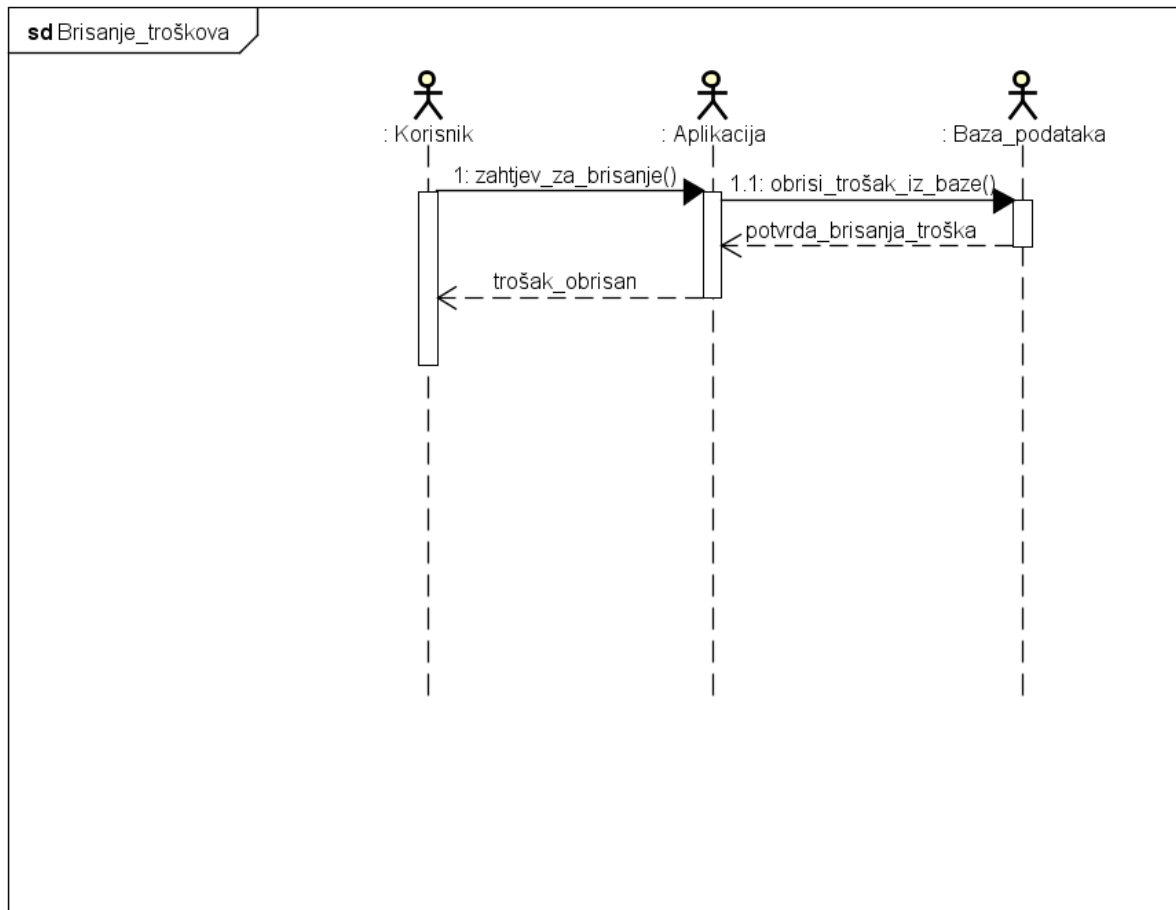 sd Brisanje_troškova
: Korisnik
: Aplikacija
: Baza_podataka
1: zahtjev_za_brisanje()
1.1: obrisi_trošak_iz_baze()
potvrda_brisanja_troška
trošak_obrisan